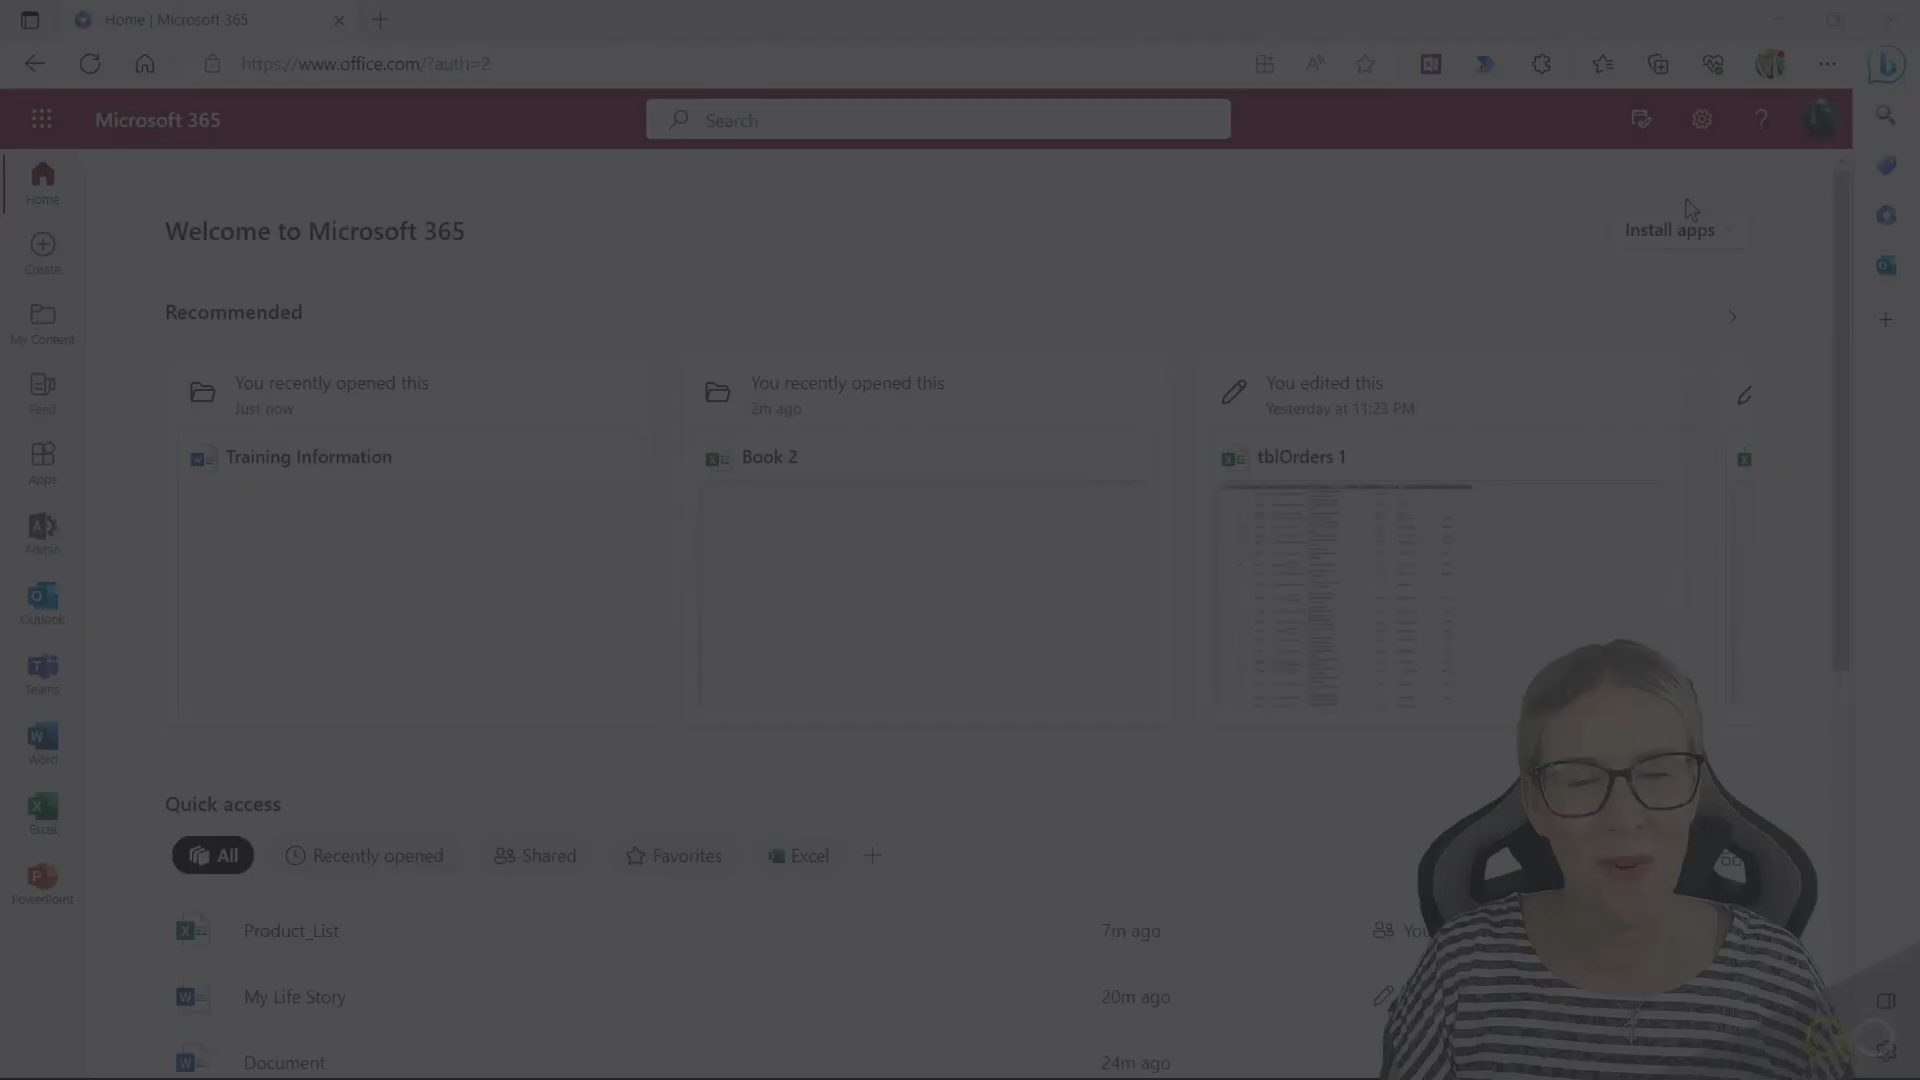 Home | Microsoft 365
https://www.office.com/?auth=2
Microsoft 365
Search
Home
Create
My Content
Feed
Apps
Admin
Outlook
Teams
Word
Excel
PowerPoint
Welcome to Microsoft 365
Install apps
Recommended
You recently opened this
Just now
Training Information
You recently opened this
2m ago
Book 2
You edited this
Yesterday at 11:23 PM
tblOrders 1
Quick access
All
Recently opened
Shared
Favorites
Excel
Product_List
7m ago
You
My Life Story
20m ago
Document
24m ago